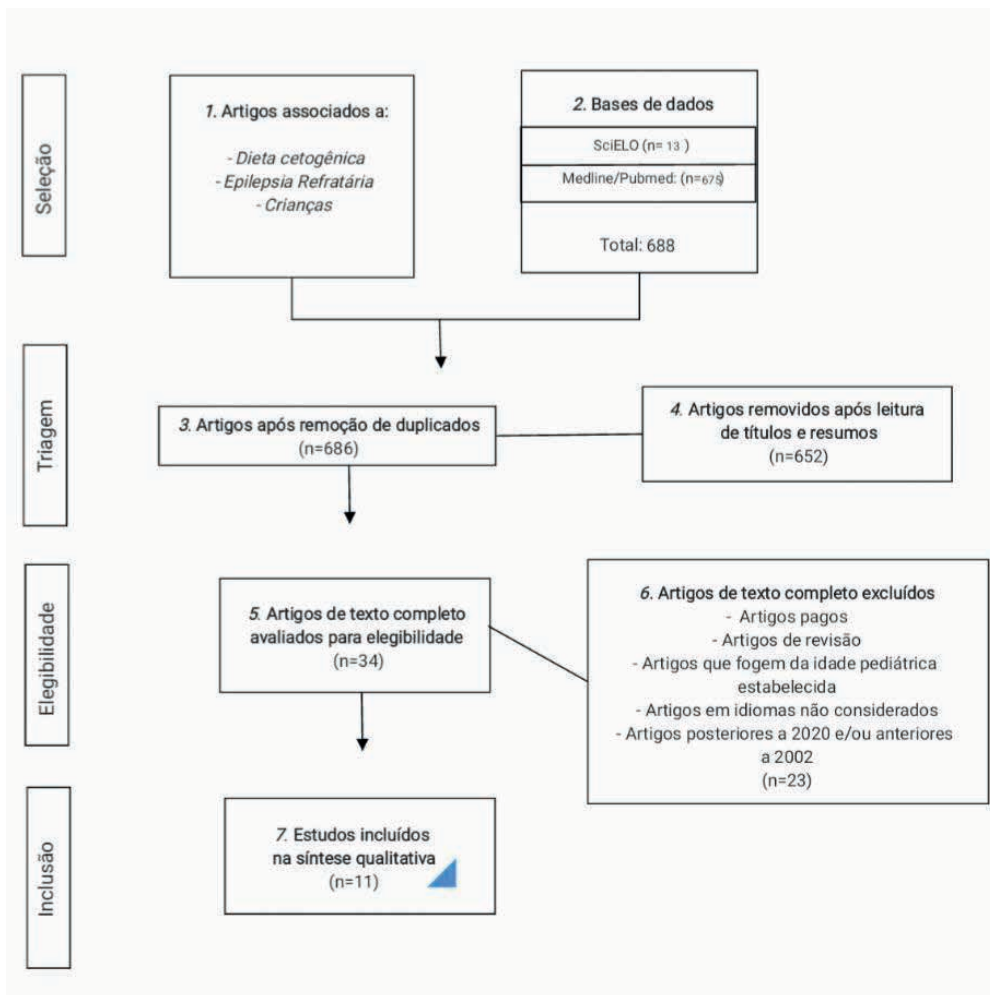 Seleção
1. Artigos associados a:
- Dieta cetogênica
- Epilepsia Refratária
- Crianças
2. Bases de dados
SciELO (n= 13 )
Medline/Pubmed: (n=675)
Total: 688
Triagem
3. Artigos após remoção de duplicados
(n=686)
4. Artigos removidos após leitura
de títulos e resumos
(n=652)
Elegibilidade
5. Artigos de texto completo
avaliados para elegibilidade
(n=34)
6. Artigos de texto completo excluídos
- Artigos pagos
- Artigos de revisão
- Artigos que fogem da idade pediátrica
estabelecida
- Artigos em idiomas não considerados
- Artigos posteriores a 2020 e/ou anteriores
a 2002
(n=23)
Inclusão
7. Estudos incluídos
na síntese qualitativa
(n=11)